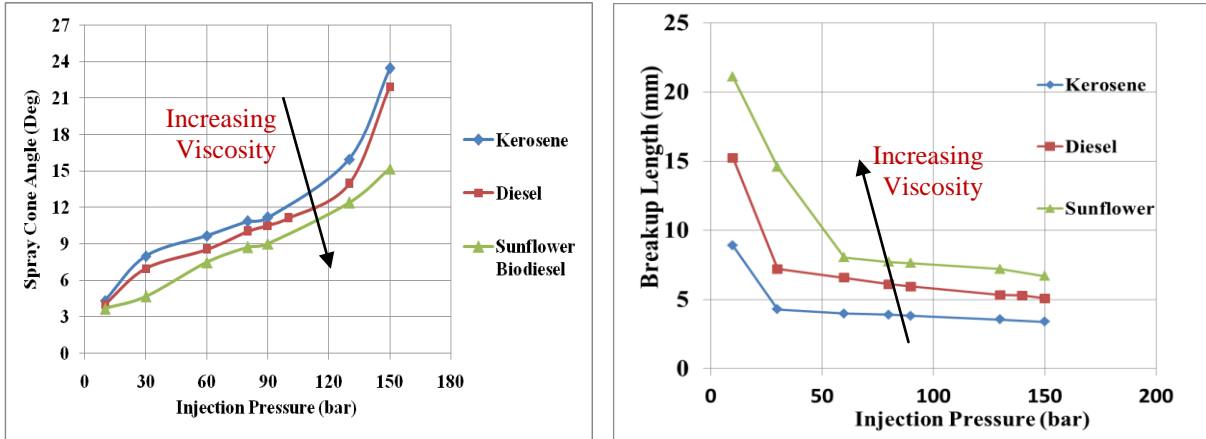 27
24
21
18
15
12
9
6
3
0
0 30 60 90 120 150 180
Spray Cone Angle (Deg)
Injection Pressure (bar)
Increasing
Viscosity
Kerosene
Diesel
Sunflower
Biodiesel
25
20
15
10
5
0
0 50 100 150 200
Breakup Length (mm)
Injection Pressure (bar)
Increasing
Viscosity
Kerosene
Diesel
Sunflower